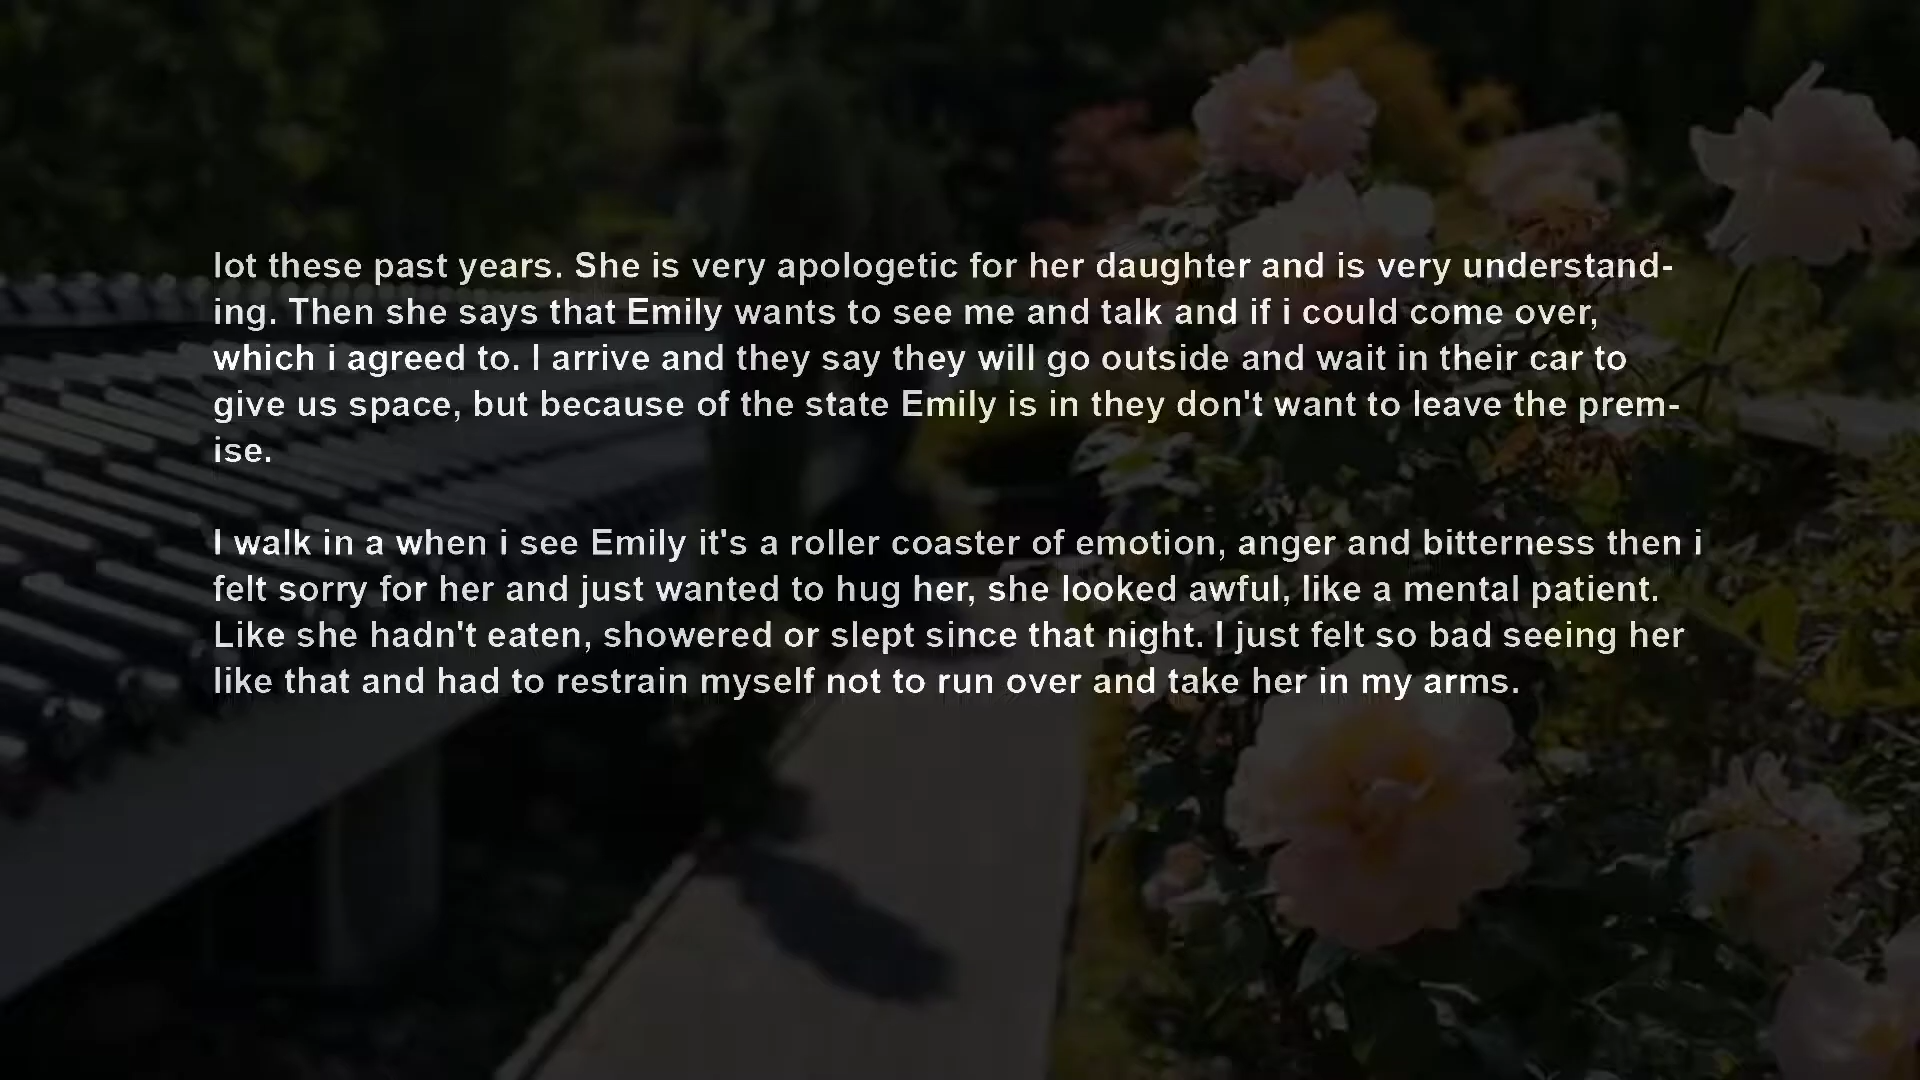 lot these past years. She is very apologetic for her daughter and is very understand-
ing. Then she says that Emily wants to see me and talk and if i could come over,
which i agreed to. I arrive and they say they will go outside and wait in their car to
give us space, but because of the state Emily is in they don't want to leave the prem-
ise.
I walk in a when i see Emily it's a roller coaster of emotion, anger and bitterness then i
felt sorry for her and just wanted to hug her, she looked awful, like a mental patient.
Like she hadn't eaten, showered or slept since that night. I just felt so bad seeing her
like that and had to restrain myself not to run over and take her in my arms.